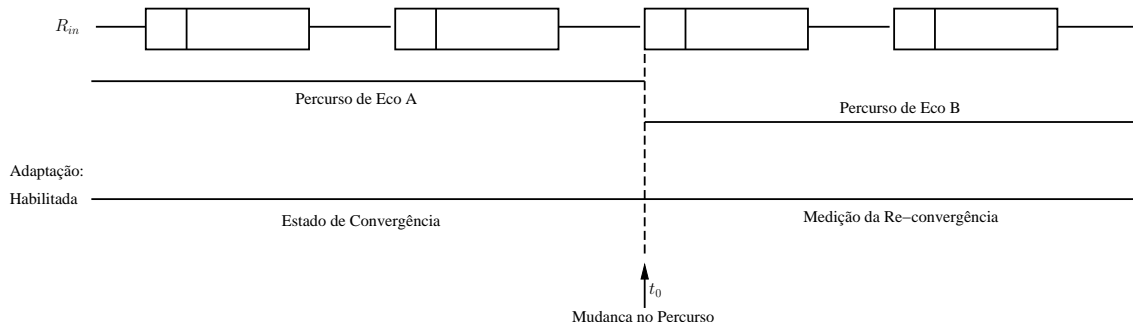 R_in
Percurso de Eco A
Percurso de Eco B
Adaptação:
Habilitada
Estado de Convergência
Medição da Re−convergência
t_0
Mudança no Percurso